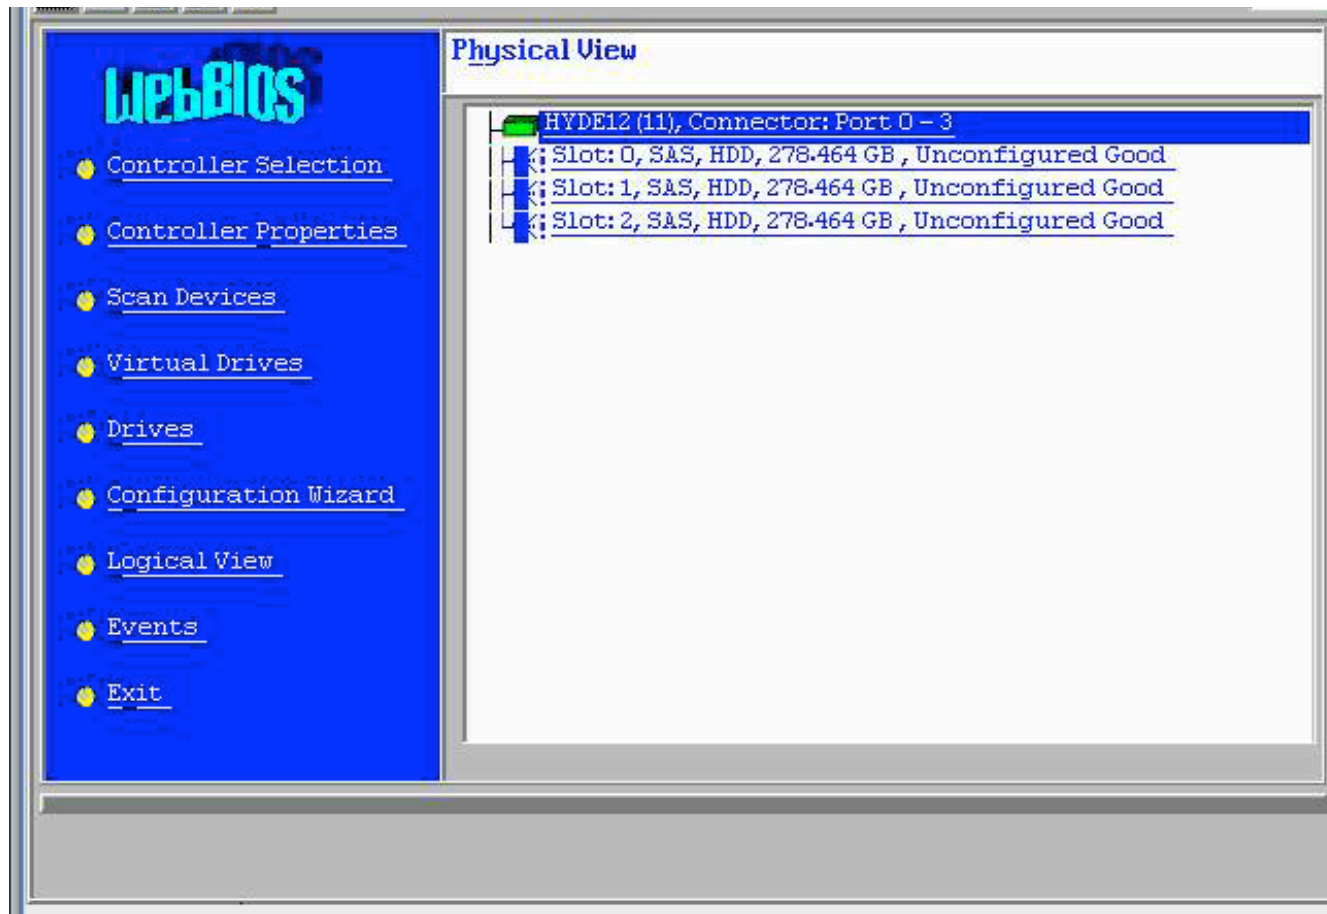 WebBIOS
Controller Selection
Controller Properties
Scan Devices
Virtual Drives
Drives
Configuration Wizard
Logical View
Events
Exit
Physical View
HYDE12 (11), Connector: Port 0 - 3
Slot: 0, SAS, HDD, 278.464 GB , Unconfigured Good
Slot: 1, SAS, HDD, 278.464 GB , Unconfigured Good
Slot: 2, SAS, HDD, 278.464 GB , Unconfigured Good